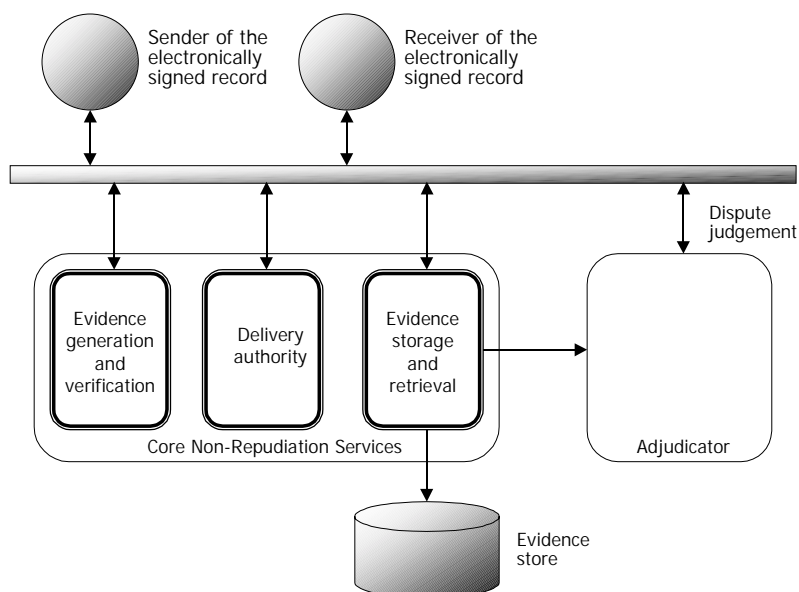 Sender of the
electronically
signed record
Receiver of the
electronically
signed record
Dispute
judgement
Evidence
generation
and
verification
Delivery
authority
Evidence
storage
and
retrieval
Core Non-Repudiation Services
Adjudicator
Evidence
store